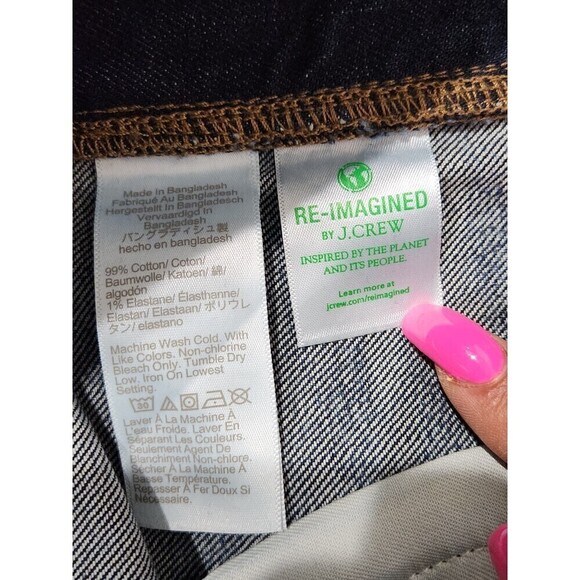 Made in Bangladesh
Fabriqué Au Bangladesh
Hergestellt In Bangladesch
Vervaardigd In
Bangladesh
バングラディシュ製
hecho en bangladesh
99% Cotton/ Coton/
Baumwolle/ Katoen/ 綿/
algodón
1% Elastane/ Élasthanne/
Elastan/ Elastaan/ ポリウレ
タン/ elastano
Machine Wash Cold. With
Like Colors. Non-chlorine
Bleach Only. Tumble Dry
Low. Iron On Lowest
Setting.
30
Laver À La Machine À
L'eau Froide. Laver En
Séparant Les Couleurs.
Seulement Agent De
Blanchiment Non-chlore.
Sécher À La Machine À
Basse Température.
Repasser À Fer Doux Si
Nécessaire.
RE-IMAGINED
BY J.CREW
INSPIRED BY THE PLANET
AND ITS PEOPLE.
Learn more at
jcrew.com/reimagined